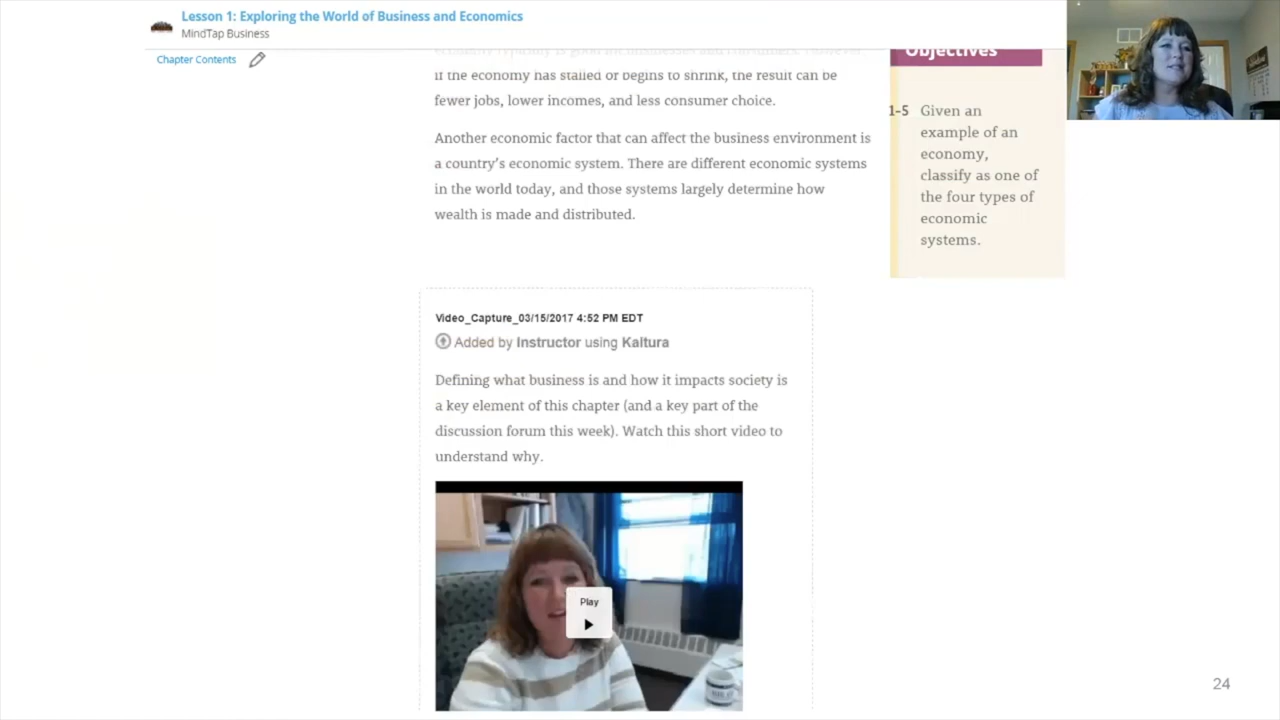 Lesson 1: Exploring the World of Business and Economics
MindTap Business
Chapter Contents
if the economy has stalled or begins to shrink, the result can be
fewer jobs, lower incomes, and less consumer choice.
Another economic factor that can affect the business environment is
a country's economic system. There are different economic systems
in the world today, and those systems largely determine how
wealth is made and distributed.
Objectives
1-5 Given an
example of an
economy,
classify as one of
the four types of
economic
systems.
Video_Capture_03/15/2017 4:52 PM EDT
Added by Instructor using Kaltura
Defining what business is and how it impacts society is
a key element of this chapter (and a key part of the
discussion forum this week). Watch this short video to
understand why.
Play
24